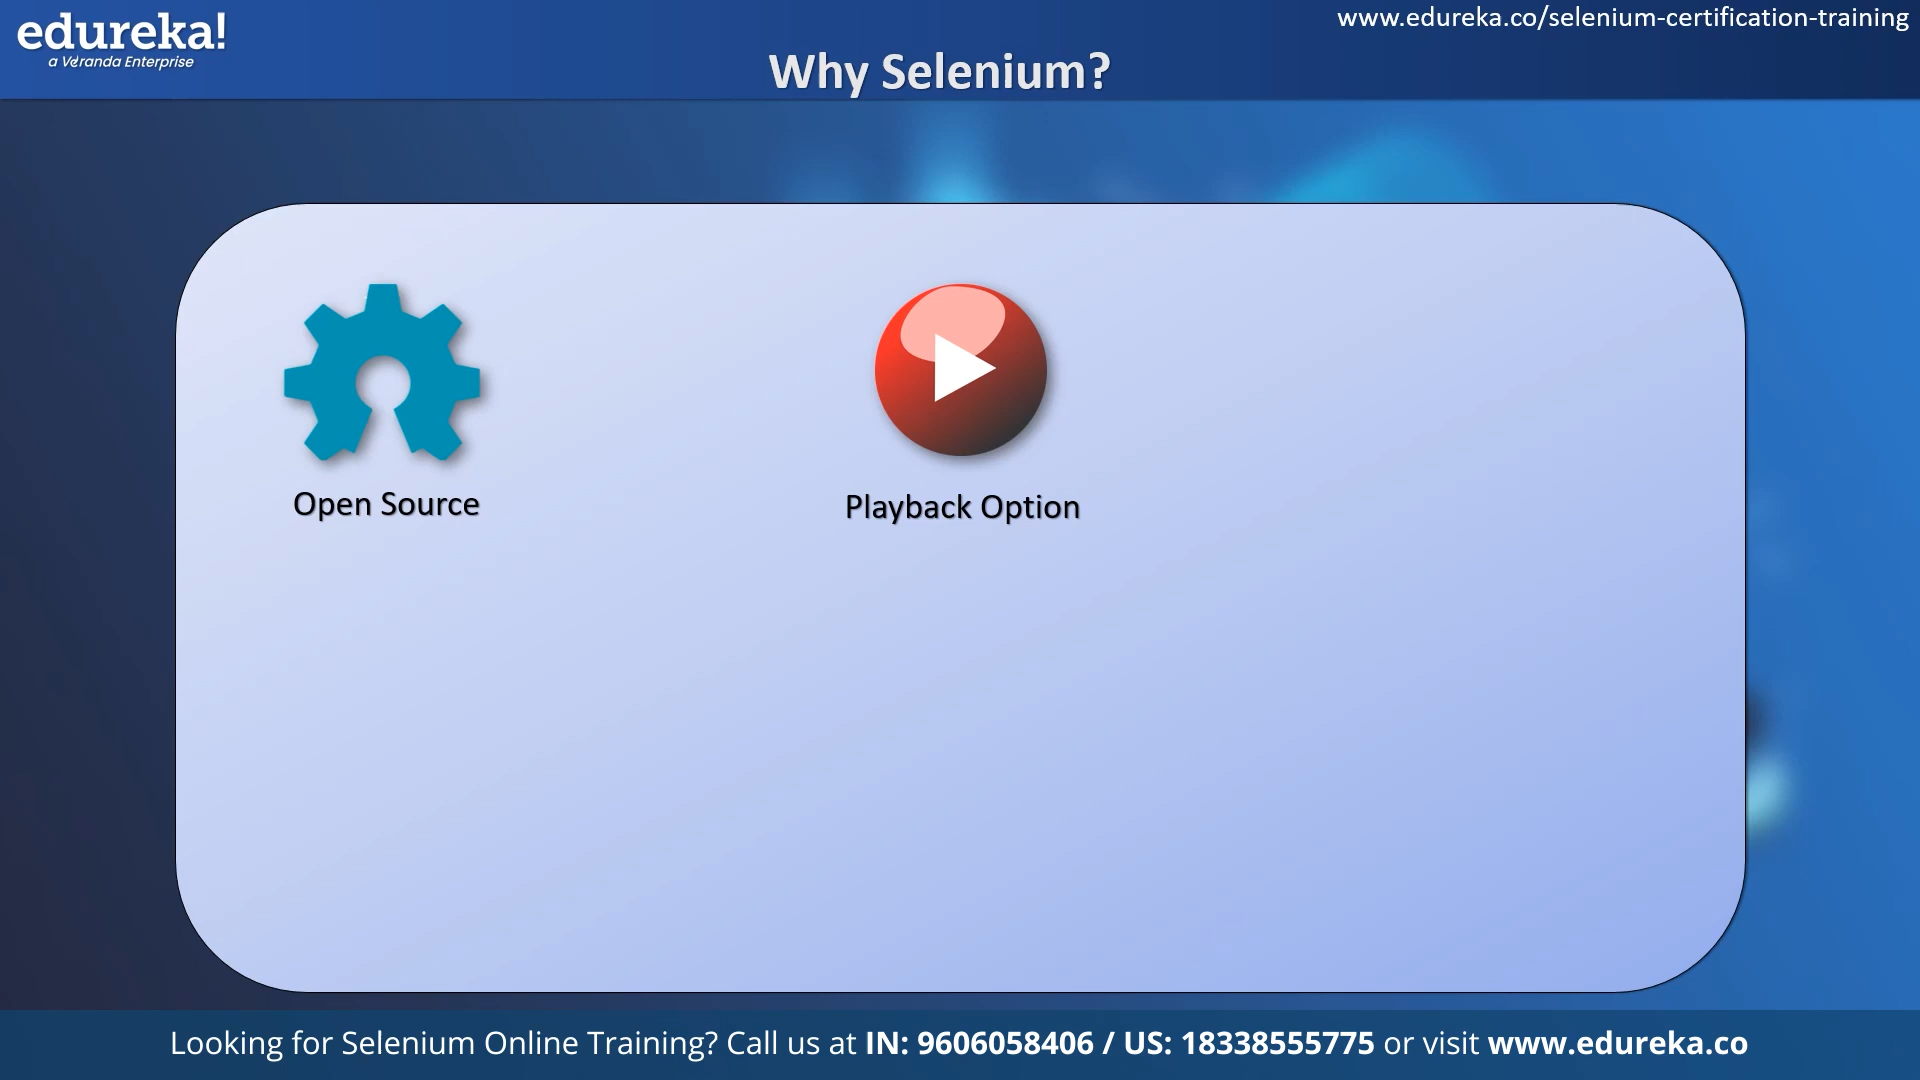 edureka!
a Veranda Enterprise
www.edureka.co/selenium-certification-training
Why Selenium?
Open Source
Playback Option
Looking for Selenium Online Training? Call us at IN: 9606058406 / US: 18338555775 or visit www.edureka.co